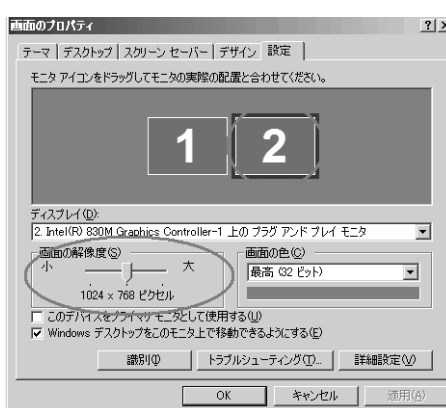 画面のプロパティ
テーマ デスクトップ スクリーン セーバー デザイン 設定
モニタ アイコンをドラッグしてモニタの実際の配置と合わせてください。
1 2
ディスプレイ(D):
2. Intel(R) 830M Graphics Controller-1 上の プラグ アンド プレイ モニタ
画面の解像度(S)
小 大
1024 x 768 ピクセル
画面の色(C)
最高 (32 ビット)
このデバイスをプライマリ モニタとして使用する(U)
Windows デスクトップをこのモニタ上で移動できるようにする(E)
識別(I) トラブルシューティング(T)... 詳細設定(V)
OK キャンセル 適用(A)